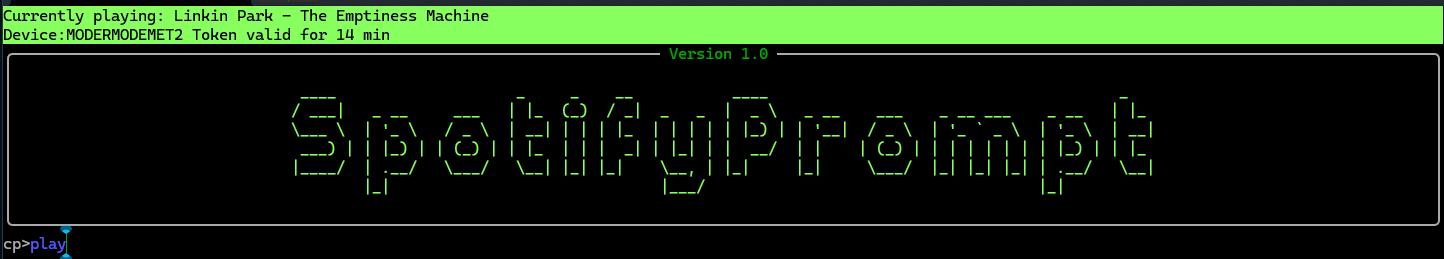 Currently playing: Linkin Park - The Emptiness Machine
Device:MODERMODEMET2 Token valid for 14 min
Version 1.0
SpotifyPrompt
cp>play